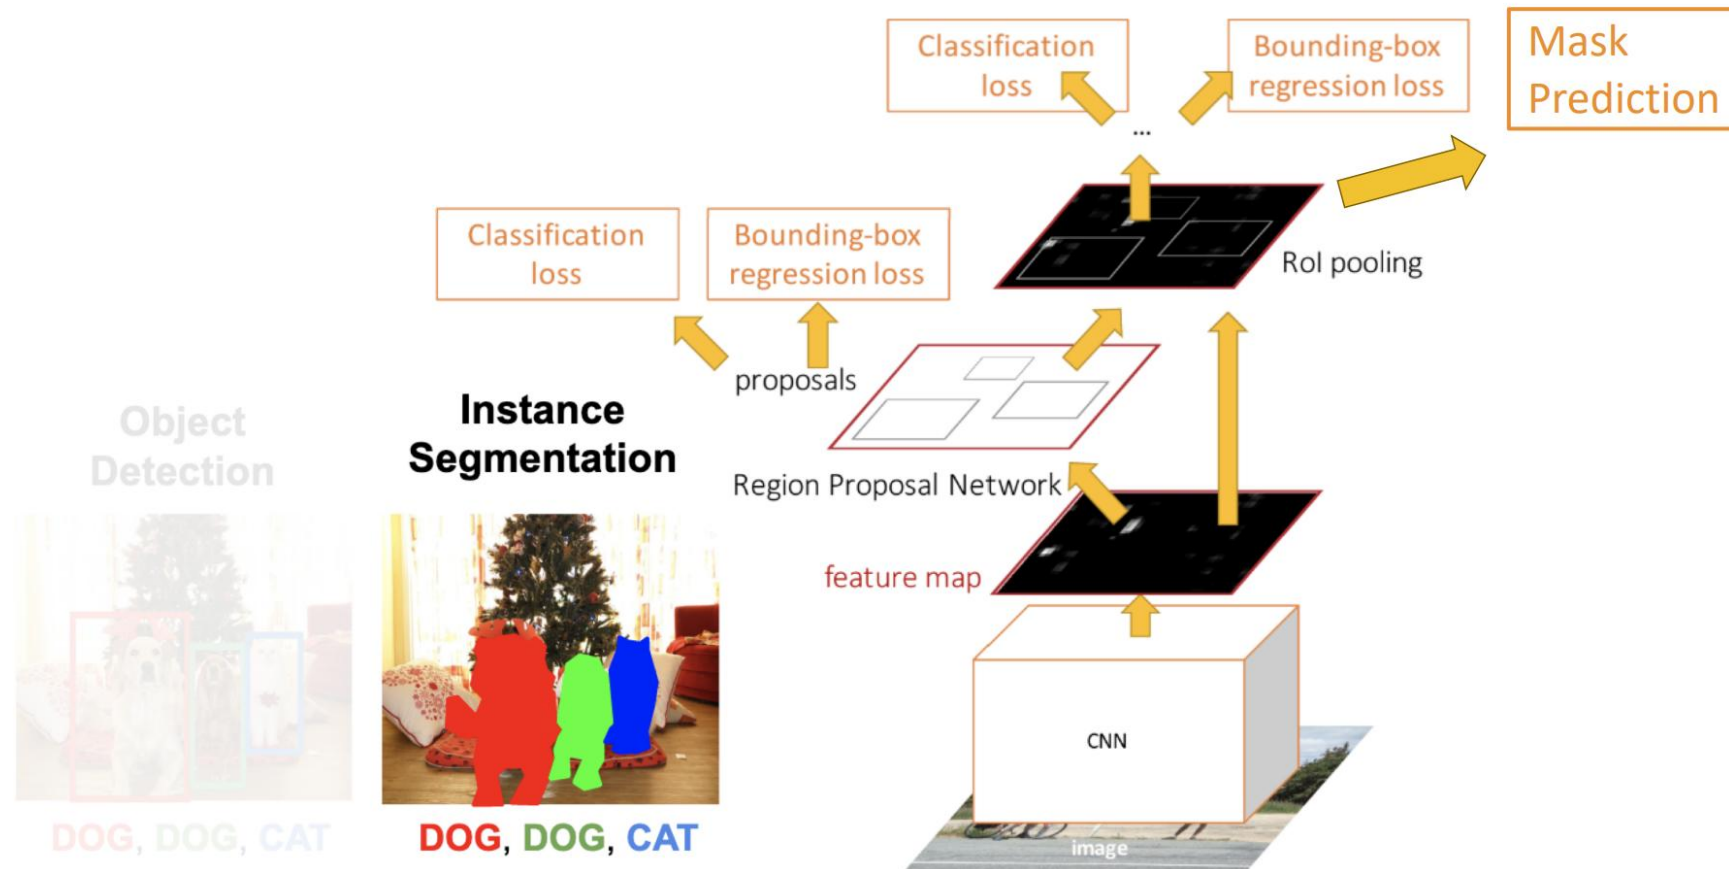 Classification
loss
Bounding-box
regression loss
Mask
Prediction
...
Classification
loss
Bounding-box
regression loss
RoI pooling
proposals
Object
Detection
Instance
Segmentation
Region Proposal Network
feature map
CNN
DOG, DOG, CAT
DOG, DOG, CAT
image